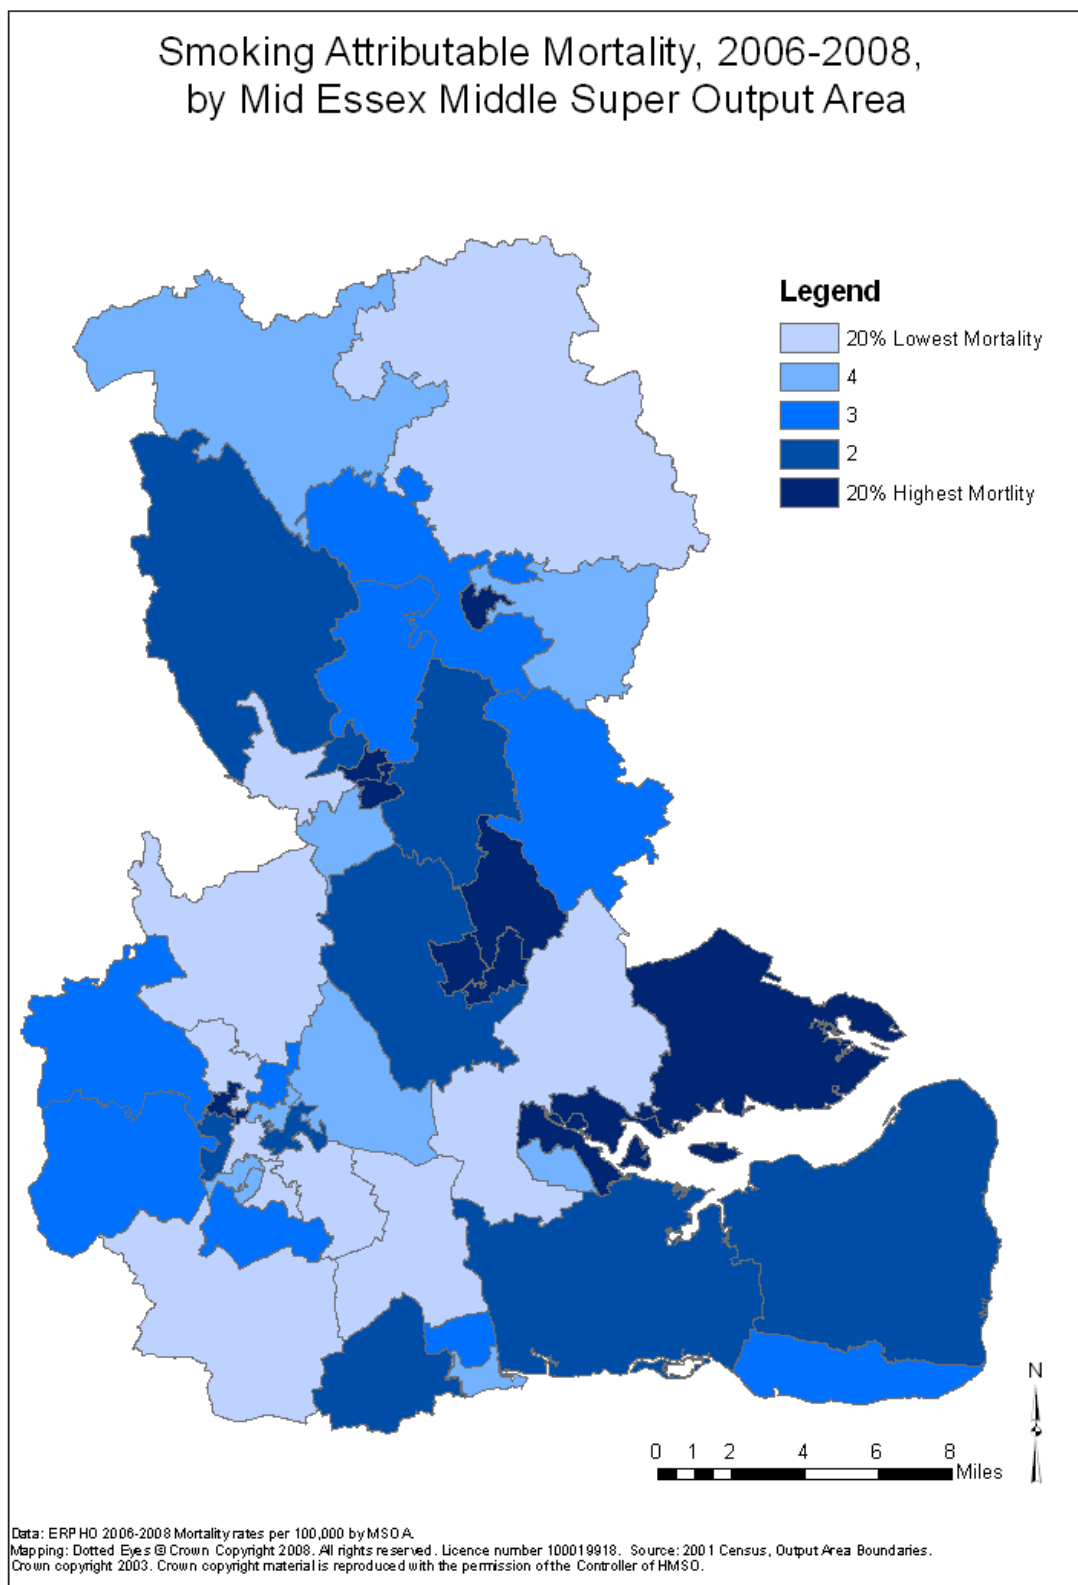 Smoking Attributable Mortality, 2006-2008,
by Mid Essex Middle Super Output Area
Legend
20% Lowest Mortality
4
3
2
20% Highest Mortlity
N
0 1 2 4 6 8
Miles
Data: ERPHO 2006-2008 Mortality rates per 100,000 by MSOA.
Mapping: Dotted Eyes © Crown Copyright 2008. All rights reserved. Licence number 100019918. Source: 2001 Census, Output Area Boundaries.
Crown copyright 2003. Crown copyright material is reproduced with the permission of the Controller of HMSO.